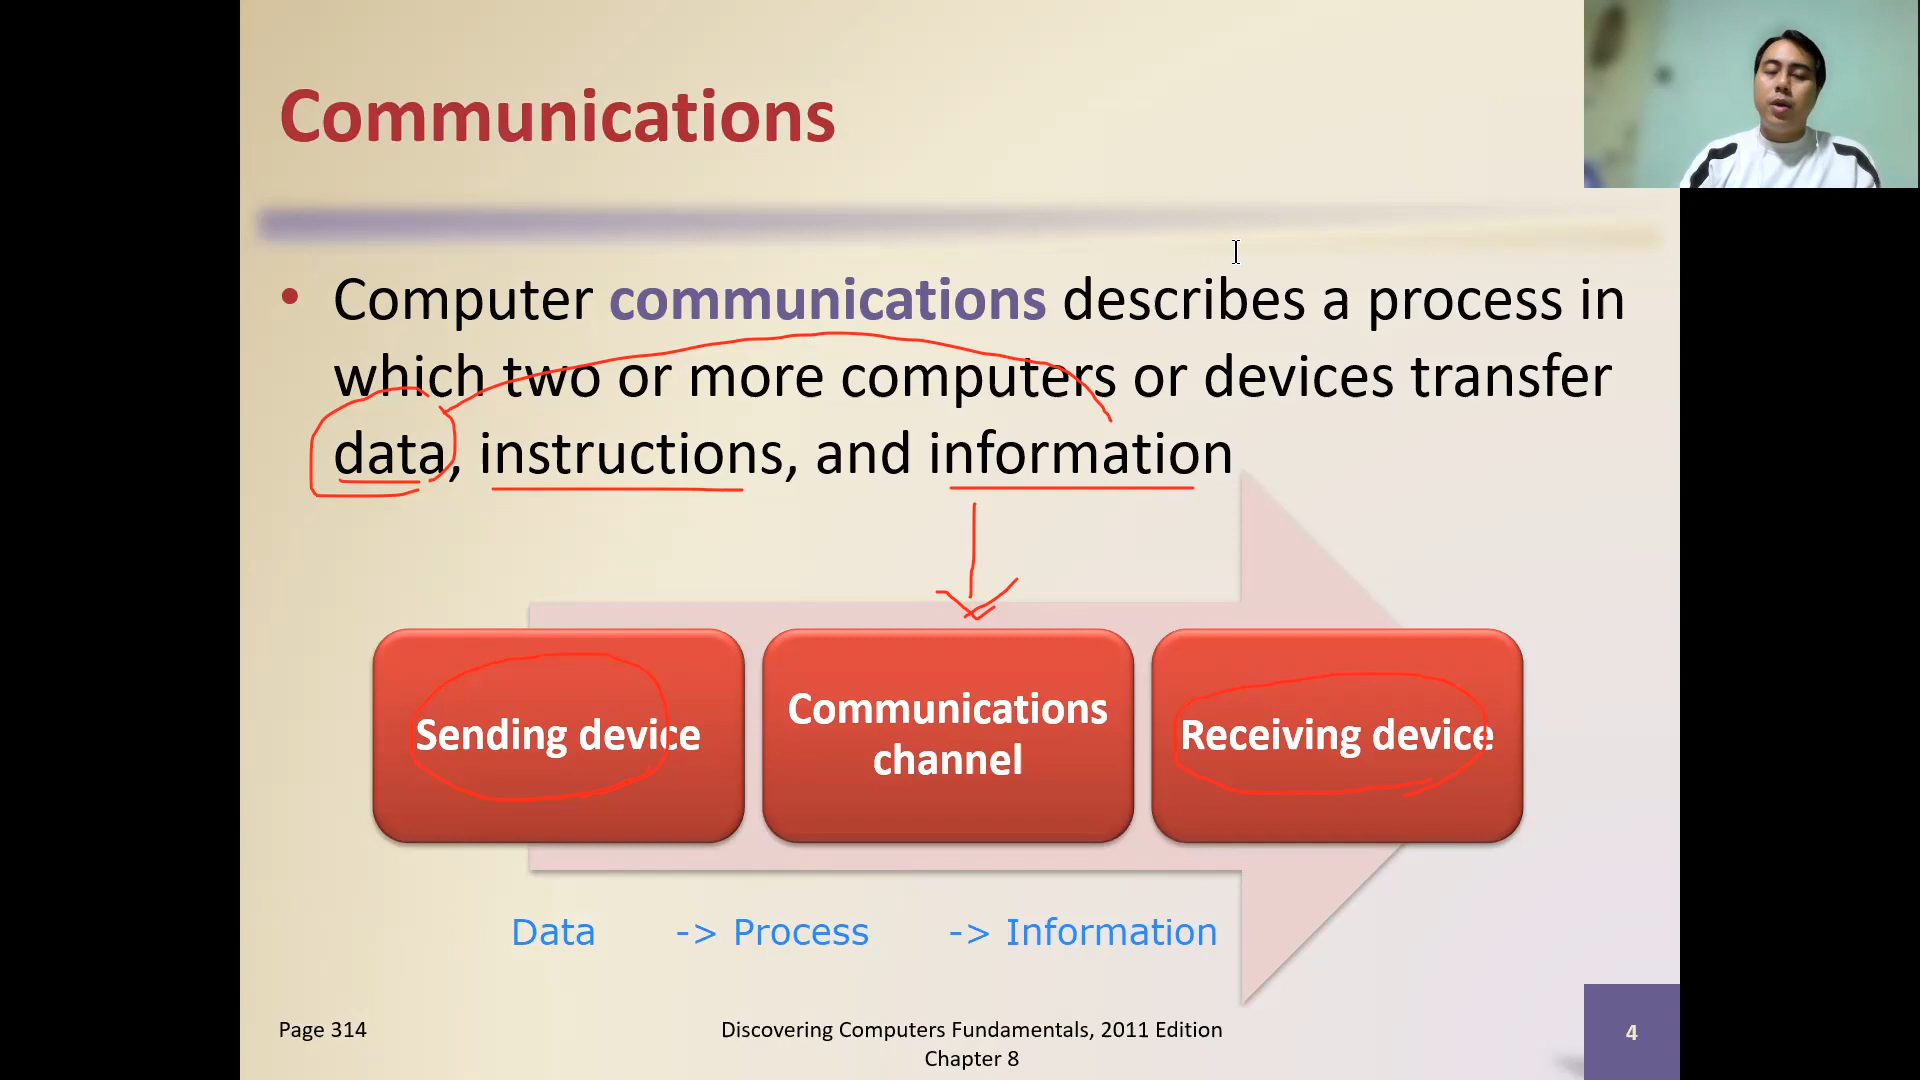 Communications
• Computer communications describes a process in
which two or more computers or devices transfer
data, instructions, and information
Sending device
Communications
channel
Receiving device
Data -> Process -> Information
Page 314
Discovering Computers Fundamentals, 2011 Edition
Chapter 8
4